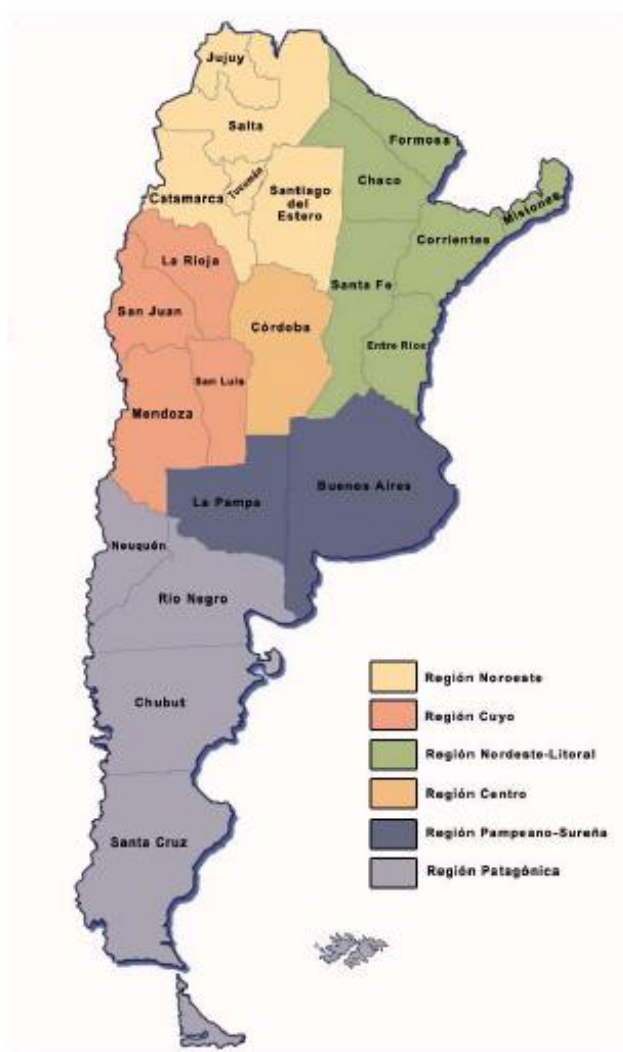 Jujuy
Salta
Formosa
Chaco
Tucumán
Catamarca
Santiago
del
Estero
Misiones
Corrientes
La Rioja
Santa Fe
San Juan
Córdoba
Entre Ríos
San Luis
Mendoza
Buenos Aires
La Pampa
Neuquén
Río Negro
Chubut
Santa Cruz
Región Noroeste
Región Cuyo
Región Nordeste-Litoral
Región Centro
Región Pampeano-Sureña
Región Patagónica